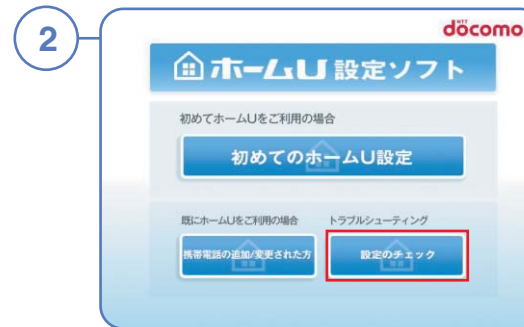 2
NTT
döcomo
ホームU 設定ソフト
初めてホームUをご利用の場合
初めてのホームU設定
既にホームUをご利用の場合 トラブルシューティング
携帯電話の追加/変更された方 設定のチェック